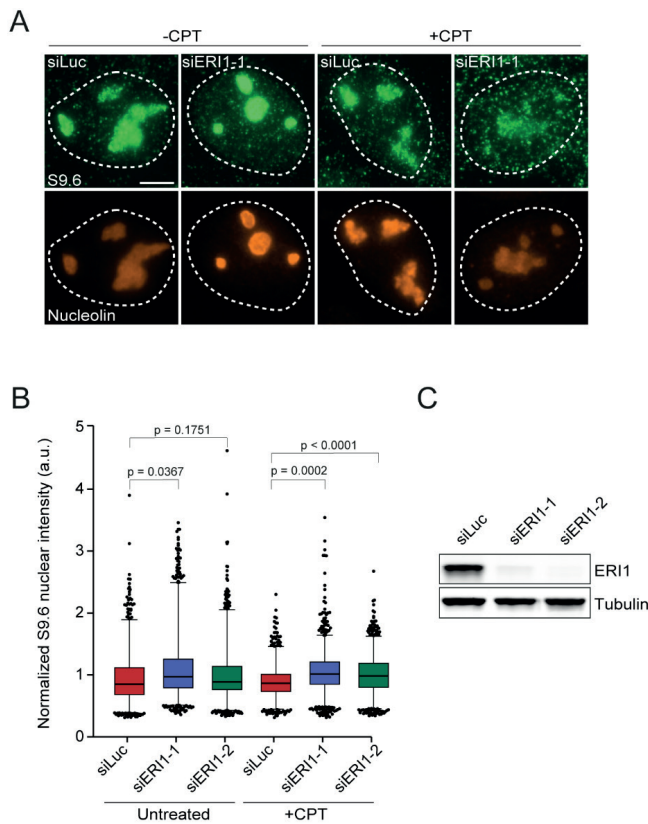 A
-CPT +CPT
siLuc siERI1-1 siLuc siERI1-1
S9.6
Nucleolin
B
Normalized S9.6 nuclear intensity (a.u.)
5
4
3
2
1
0
p = 0.1751
p = 0.0367
p < 0.0001
p = 0.0002
siLuc siERI1-1 siERI1-2 siLuc siERI1-1 siERI1-2
Untreated +CPT
C
siLuc siERI1-1 siERI1-2
ERI1
Tubulin